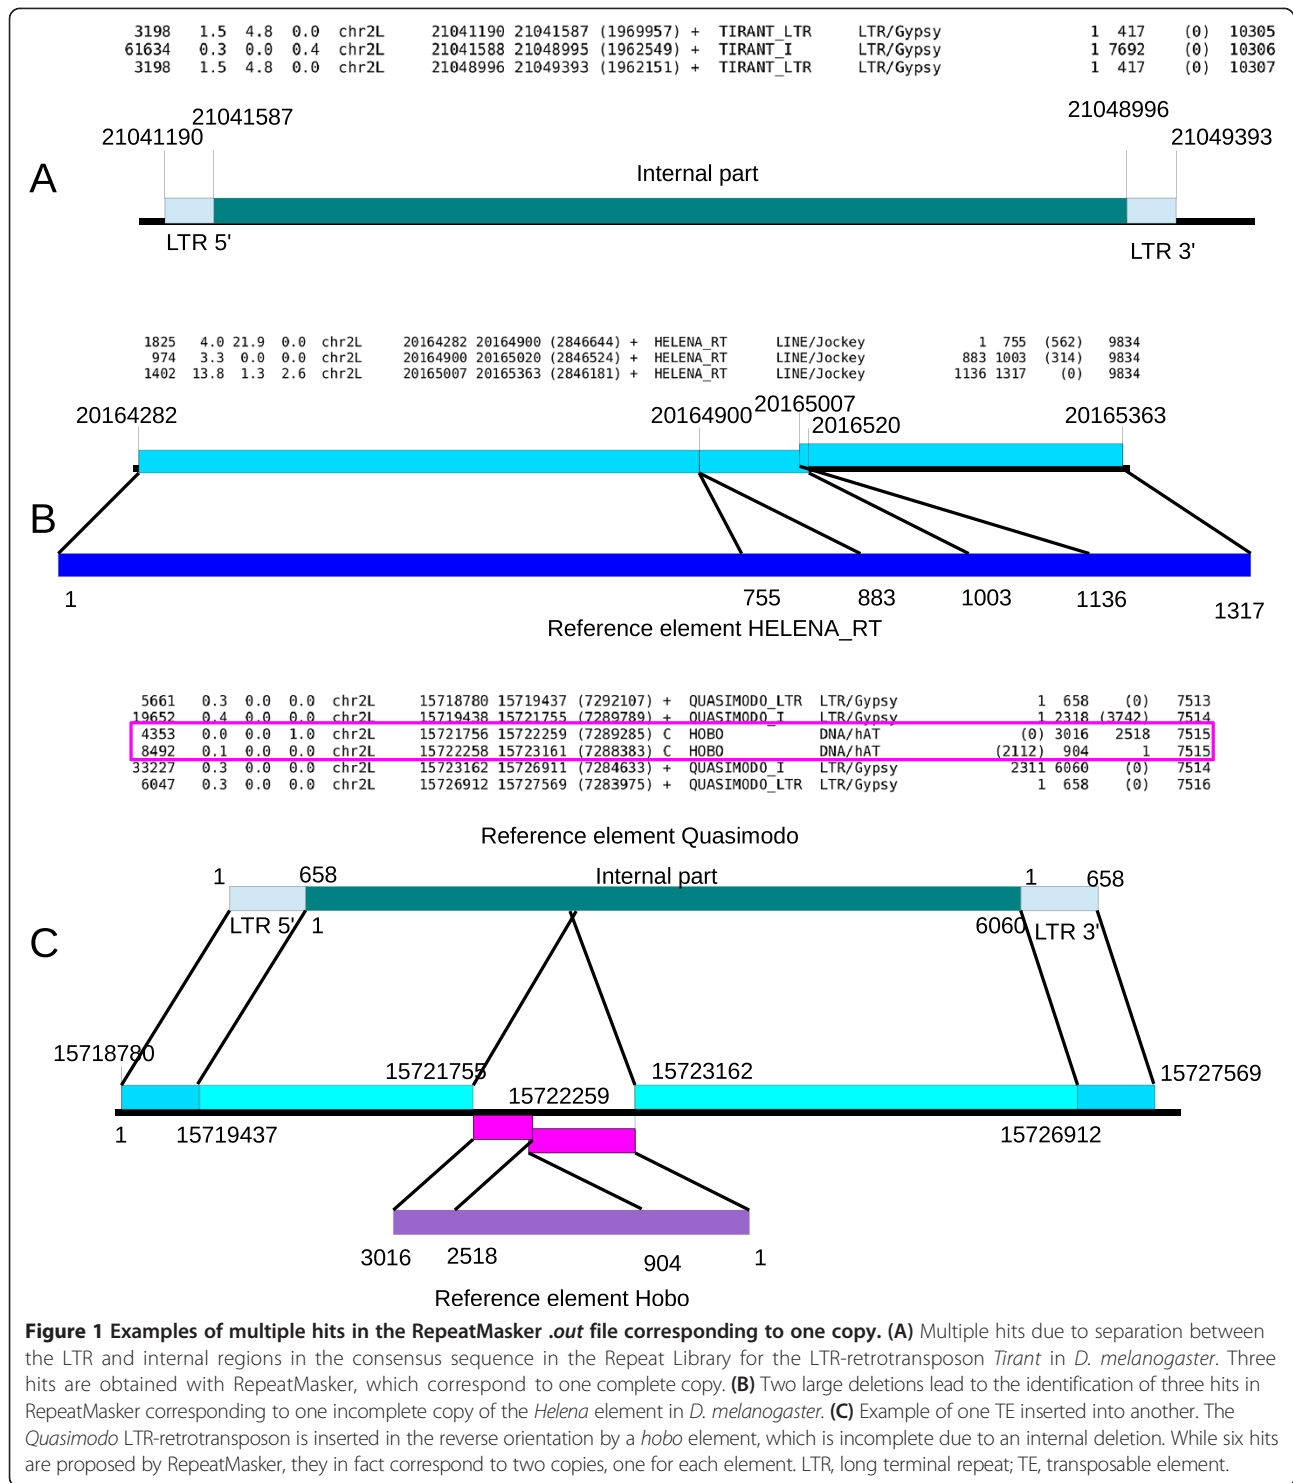 3198 1.5 4.8 0.0 chr2L 21041190 21041587 (1969957) + TIRANT_LTR LTR/Gypsy 1 417 (0) 10305
61634 0.3 0.0 0.4 chr2L 21041588 21048995 (1962549) + TIRANT_I LTR/Gypsy 1 7692 (0) 10306
3198 1.5 4.8 0.0 chr2L 21048996 21049393 (1962151) + TIRANT_LTR LTR/Gypsy 1 417 (0) 10307
21041587 21048996
21041190 21049393
A
Internal part
LTR 5'
LTR 3'
1825 4.0 21.9 0.0 chr2L 20164282 20164900 (2846644) + HELENA_RT LINE/Jockey 1 755 (562) 9834
974 3.3 0.0 0.0 chr2L 20164900 20165020 (2846524) + HELENA_RT LINE/Jockey 883 1003 (314) 9834
1402 13.8 1.3 2.6 chr2L 20165007 20165363 (2846181) + HELENA_RT LINE/Jockey 1136 1317 (0) 9834
20165007
20164282 20164900 20165363
2016520
B
1 755 883 1003 1136 1317
Reference element HELENA_RT
5661 0.3 0.0 0.0 chr2L 15718780 15719437 (7292107) + QUASIMODO_LTR LTR/Gypsy 1 658 (0) 7513
19652 0.4 0.0 0.0 chr2L 15719438 15721755 (7289789) + QUASIMODO_I LTR/Gypsy 1 2318 (3742) 7514
4353 0.0 0.0 1.0 chr2L 15721756 15722259 (7289285) C HOBO DNA/hAT (0) 3016 2518 7515
8492 0.1 0.0 0.0 chr2L 15722258 15723161 (7288383) C HOBO DNA/hAT (2112) 904 1 7515
33227 0.3 0.0 0.0 chr2L 15723162 15726911 (7284633) + QUASIMODO_I LTR/Gypsy 2311 6060 (0) 7514
6047 0.3 0.0 0.0 chr2L 15726912 15727569 (7283975) + QUASIMODO_LTR LTR/Gypsy 1 658 (0) 7516
Reference element Quasimodo
1 658 Internal part 1 658
LTR 5' 1 6060 LTR 3'
C
15718780 15721755 15723162 15727569
15722259
1 15719437 15726912
3016 2518 904 1
Reference element Hobo
Figure 1 Examples of multiple hits in the RepeatMasker .out file corresponding to one copy. (A) Multiple hits due to separation between
the LTR and internal regions in the consensus sequence in the Repeat Library for the LTR-retrotransposon Tirant in D. melanogaster. Three
hits are obtained with RepeatMasker, which correspond to one complete copy. (B) Two large deletions lead to the identification of three hits in
RepeatMasker corresponding to one incomplete copy of the Helena element in D. melanogaster. (C) Example of one TE inserted into another. The
Quasimodo LTR-retrotransposon is inserted in the reverse orientation by a hobo element, which is incomplete due to an internal deletion. While six hits
are proposed by RepeatMasker, they in fact correspond to two copies, one for each element. LTR, long terminal repeat; TE, transposable element.